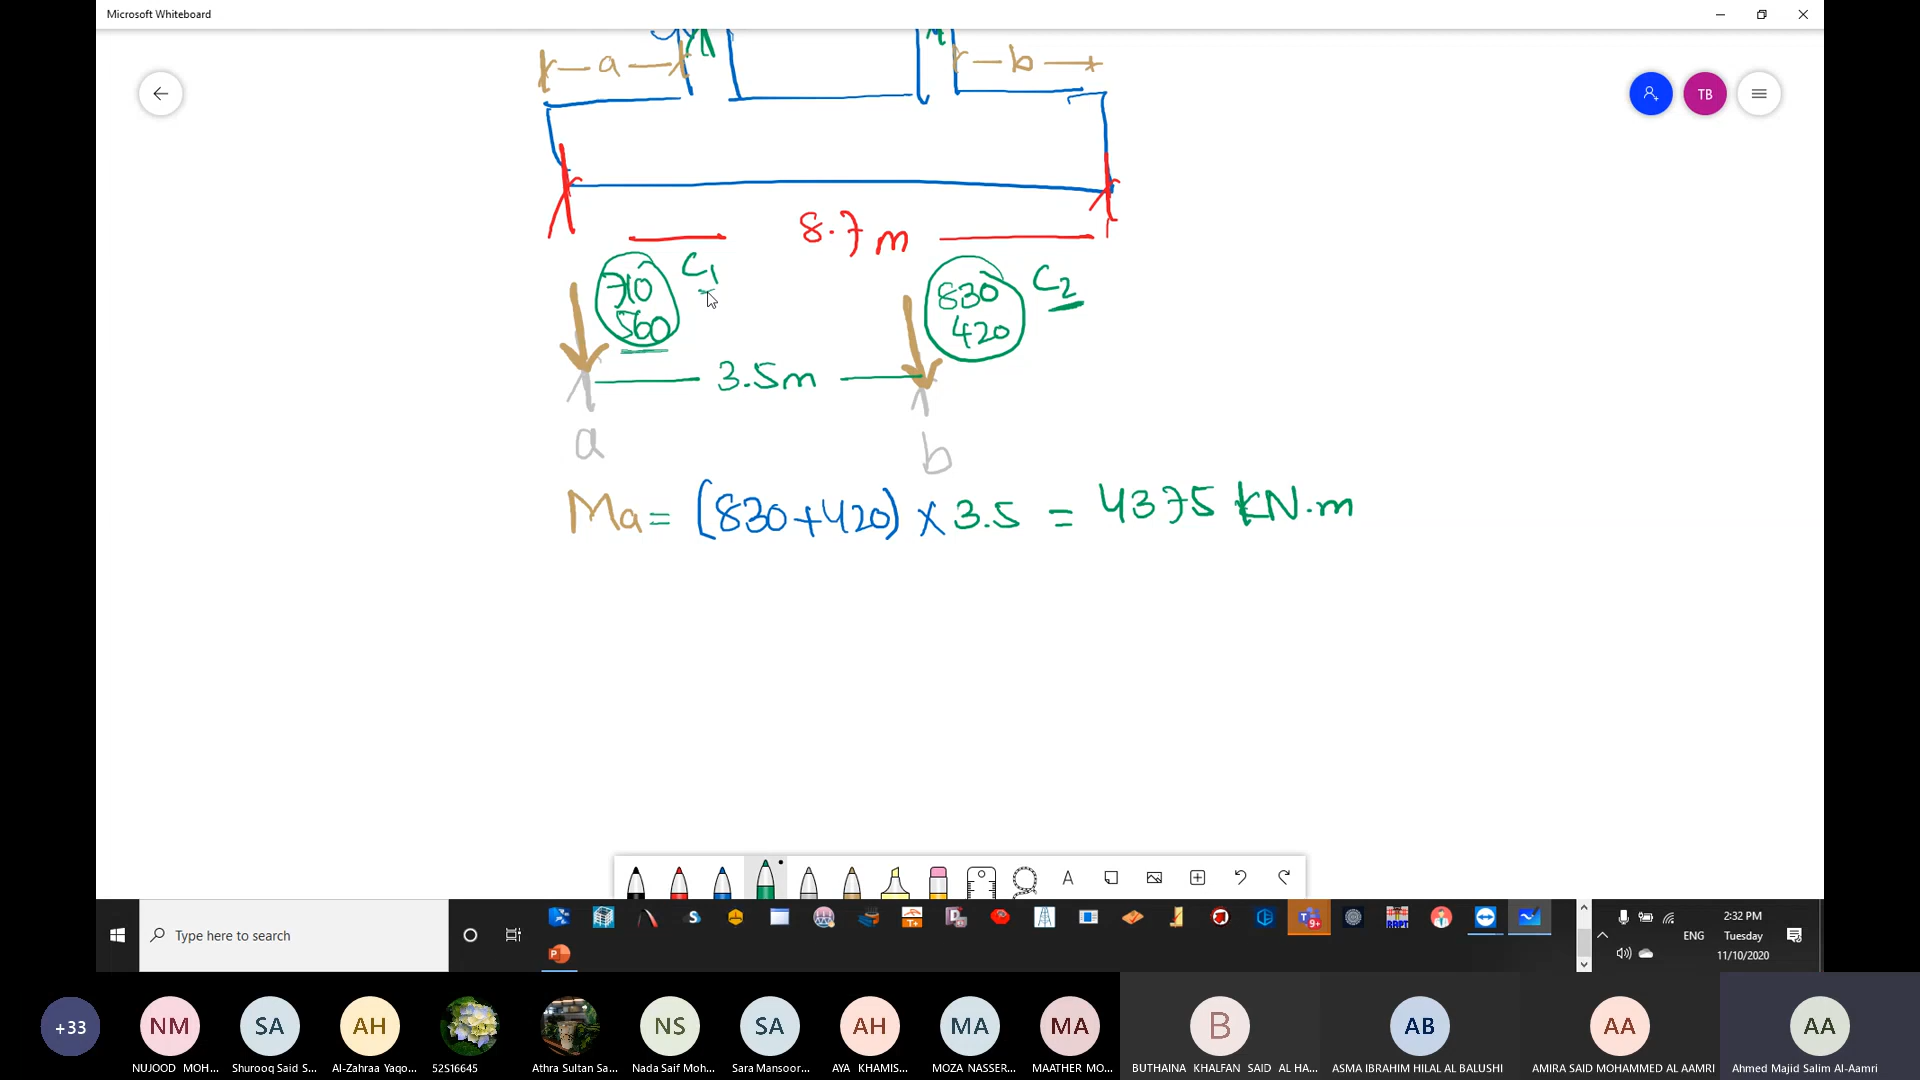 Microsoft Whiteboard
a
b
TB
8.7 m
710
560
C1
830
420
C2
3.5m
a
b
Ma = (830+420) × 3.5 = 4375 KN.m
A
Type here to search
ENG
2:32 PM
Tuesday
11/10/2020
+33
NM
SA
AH
NS
SA
AH
MA
MA
B
AB
AA
AA
NUJOOD MOH...
Shurooq Said S...
Al-Zahraa Yaqo...
52S16645
Athra Sultan Sa...
Nada Saif Moh...
Sara Mansoor...
AYA KHAMIS...
MOZA NASSER...
MAATHER MO...
BUTHAINA KHALFAN SAID AL HA...
ASMA IBRAHIM HILAL AL BALUSHI
AMIRA SAID MOHAMMED AL AAMRI
Ahmed Majid Salim Al-Aamri